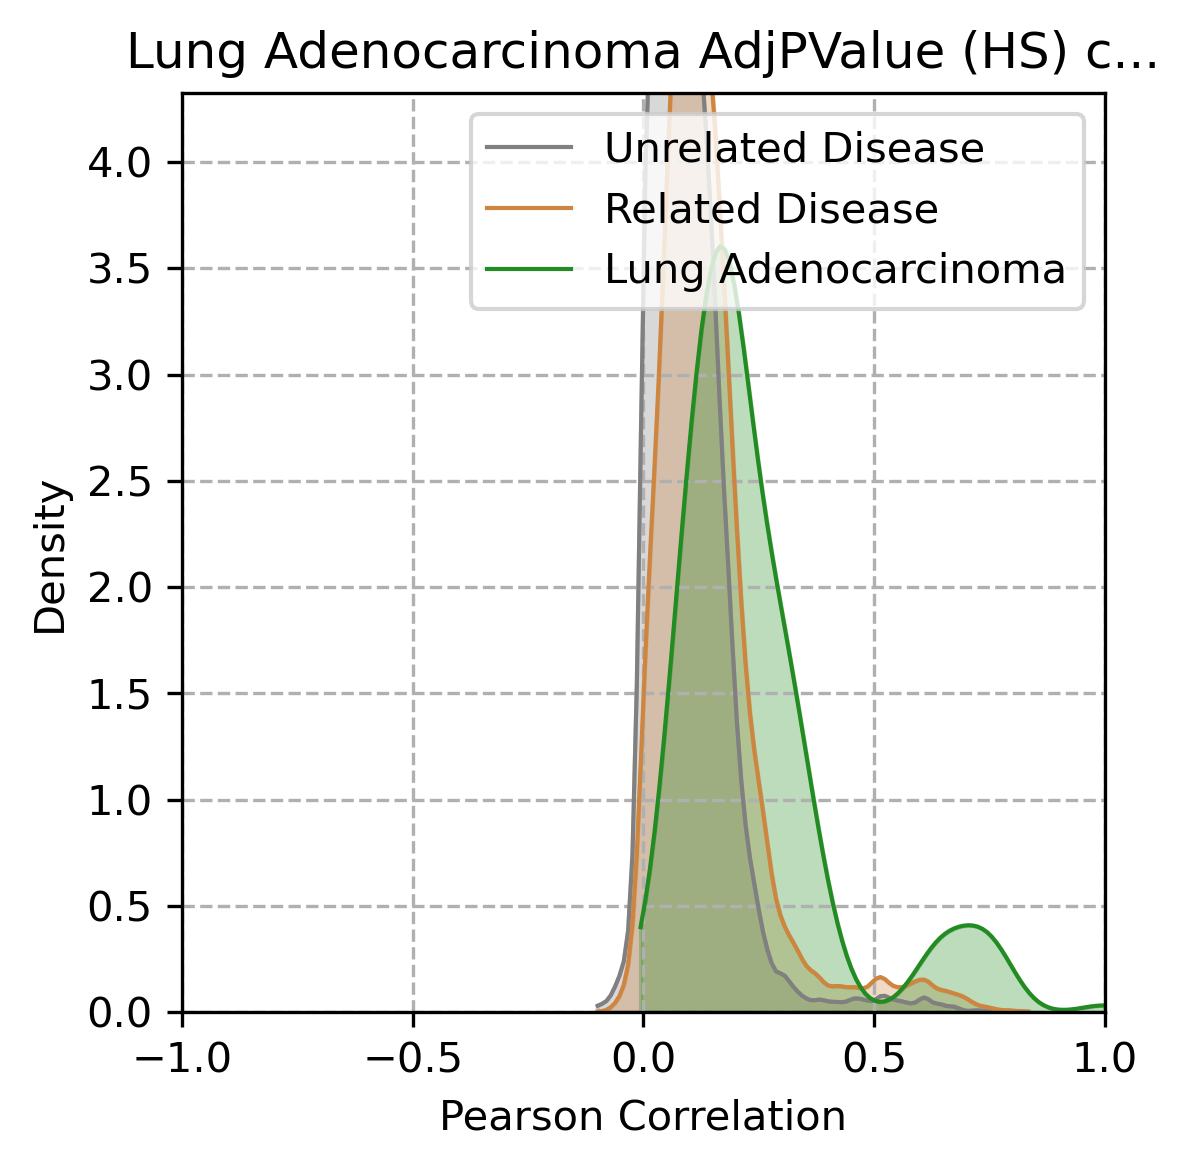 Lung Adenocarcinoma AdjPValue (HS) c...
Unrelated Disease
Related Disease
Lung Adenocarcinoma
4.0
3.5
3.0
2.5
2.0
1.5
1.0
0.5
0.0
Density
−1.0 −0.5 0.0 0.5 1.0
Pearson Correlation